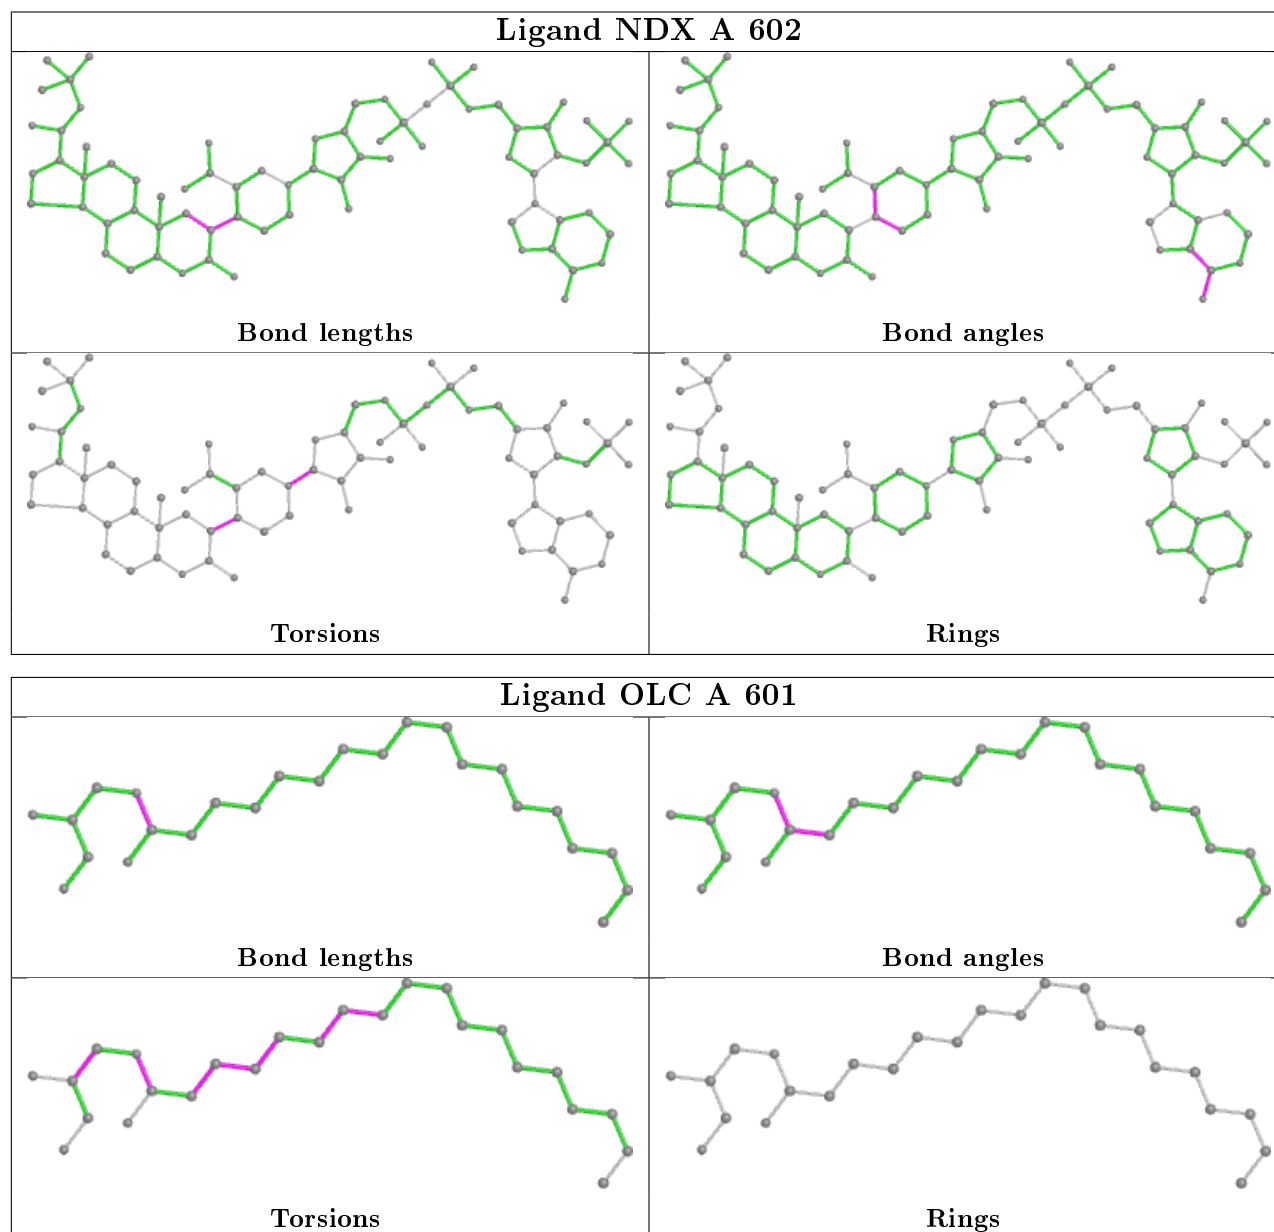 Ligand NDX A 602
Bond lengths
Bond angles
Torsions
Rings
Ligand OLC A 601
Bond lengths
Bond angles
Torsions
Rings